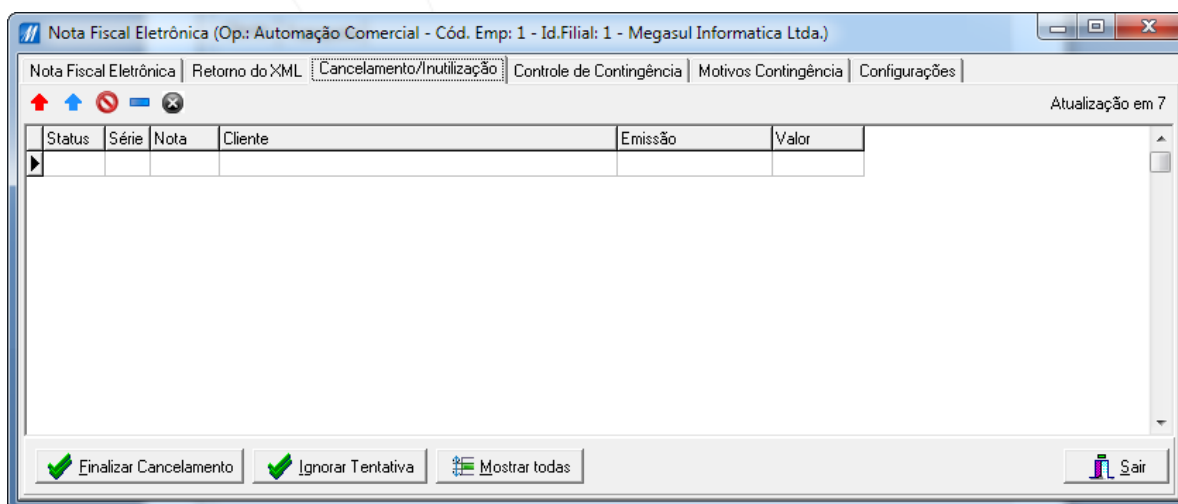 Nota Fiscal Eletrônica (Op.: Automação Comercial - Cód. Emp: 1 - Id.Filial: 1 - Megasul Informatica Ltda.)
Nota Fiscal Eletrônica Retorno do XML Cancelamento/Inutilização Controle de Contingência Motivos Contingência Configurações
Atualização em 7
Status Série Nota Cliente Emissão Valor
Finalizar Cancelamento Ignorar Tentativa Mostrar todas Sair